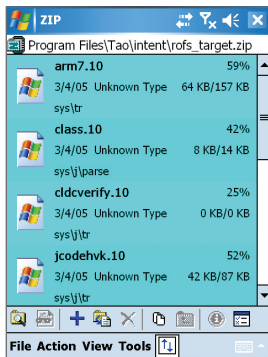 ZIP
Program Files\Tao\intent\rofs_target.zip
arm7.10 59%
3/4/05 Unknown Type 64 KB/157 KB
sys\tr
class.10 42%
3/4/05 Unknown Type 8 KB/14 KB
sys\j\parse
cldcverify.10 25%
3/4/05 Unknown Type 0 KB/0 KB
sys\j\tr
jcodehvk.10 52%
3/4/05 Unknown Type 42 KB/87 KB
sys\j\tr
File Action View Tools